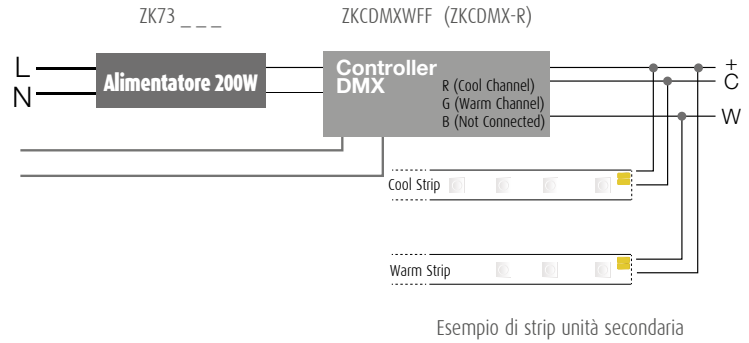 ZK73 _ _ _
ZKCDMXWFF (ZKCDMX-R)
L
N
Alimentatore 200W
Controller
DMX
R (Cool Channel)
G (Warm Channel)
B (Not Connected)
+
C
W
Cool Strip
Warm Strip
Esempio di strip unità secondaria